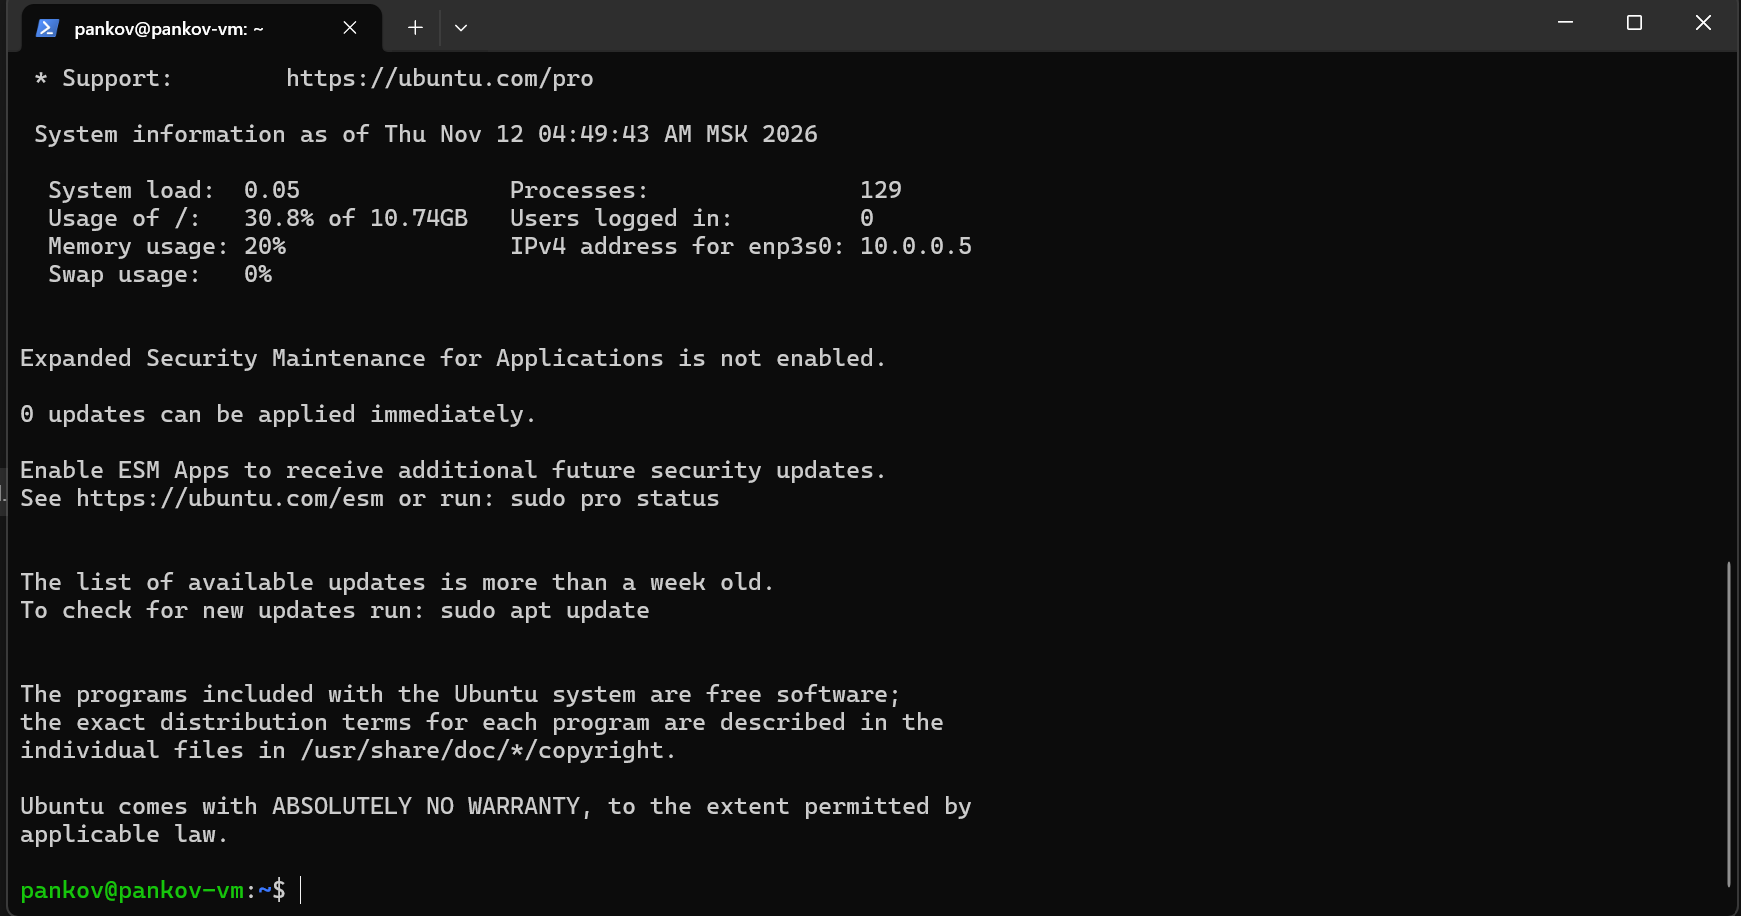 pankov@pankov-vm: ~
* Support:        https://ubuntu.com/pro
System information as of Thu Nov 12 04:49:43 AM MSK 2026
System load:  0.05               Processes:               129
Usage of /:   30.8% of 10.74GB   Users logged in:         0
Memory usage: 20%                IPv4 address for enp3s0: 10.0.0.5
Swap usage:   0%
Expanded Security Maintenance for Applications is not enabled.
0 updates can be applied immediately.
Enable ESM Apps to receive additional future security updates.
See https://ubuntu.com/esm or run: sudo pro status
The list of available updates is more than a week old.
To check for new updates run: sudo apt update
The programs included with the Ubuntu system are free software;
the exact distribution terms for each program are described in the
individual files in /usr/share/doc/*/copyright.
Ubuntu comes with ABSOLUTELY NO WARRANTY, to the extent permitted by
applicable law.
pankov@pankov-vm:~$